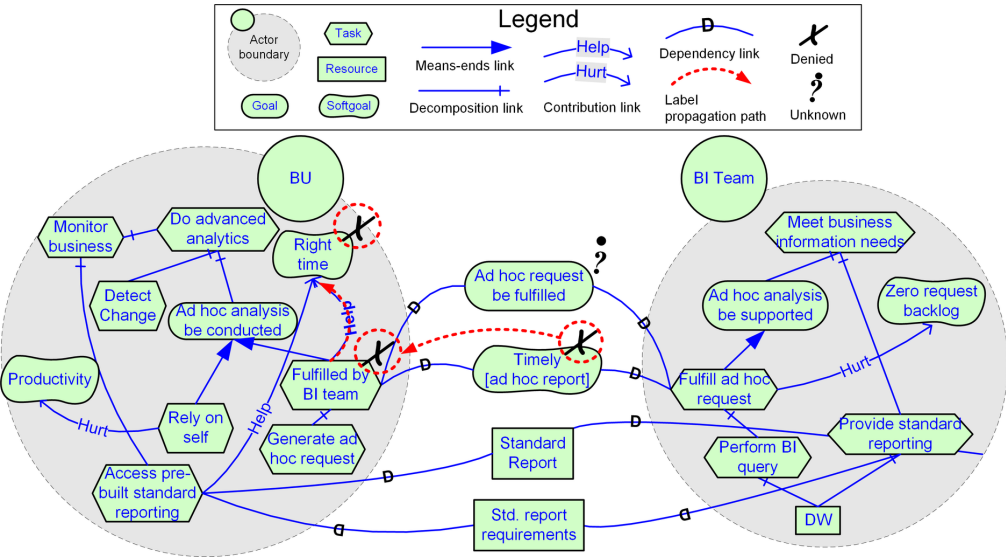 Legend
Actor
boundary
Task
Resource
Goal
Softgoal
Means-ends link
Decomposition link
Help
Hurt
Contribution link
D
Dependency link
Label
propagation path
Denied
?
Unknown
BU
BI Team
Monitor
business
Do advanced
analytics
Right
time
Detect
Change
Ad hoc analysis
be conducted
Help
Productivity
Fulfilled by
BI team
Hurt
Rely on
self
Help
Generate ad
hoc request
Access pre-
built standard
reporting
?
Ad hoc request
be fulfilled
D
D
Timely
[ad hoc report]
D
D
Standard
Report
D
D
Std. report
requirements
D
D
Meet business
information needs
Ad hoc analysis
be supported
Zero request
backlog
Fulfill ad hoc
request
Hurt
Provide standard
reporting
Perform BI
query
DW